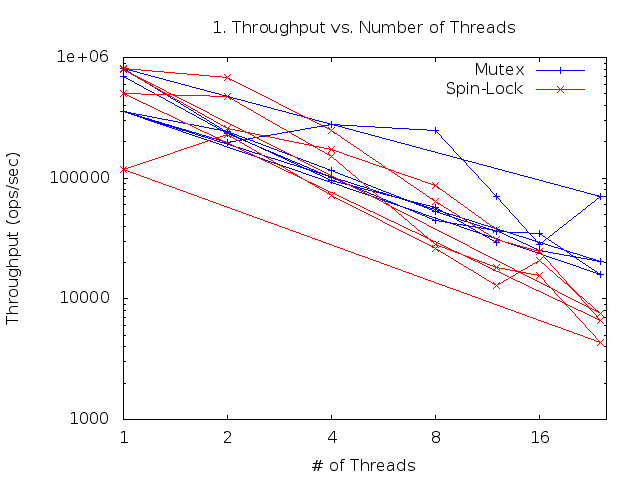 1. Throughput vs. Number of Threads
Mutex
Spin-Lock
1e+06
100000
10000
1000
Throughput (ops/sec)
1 2 4 8 16
# of Threads